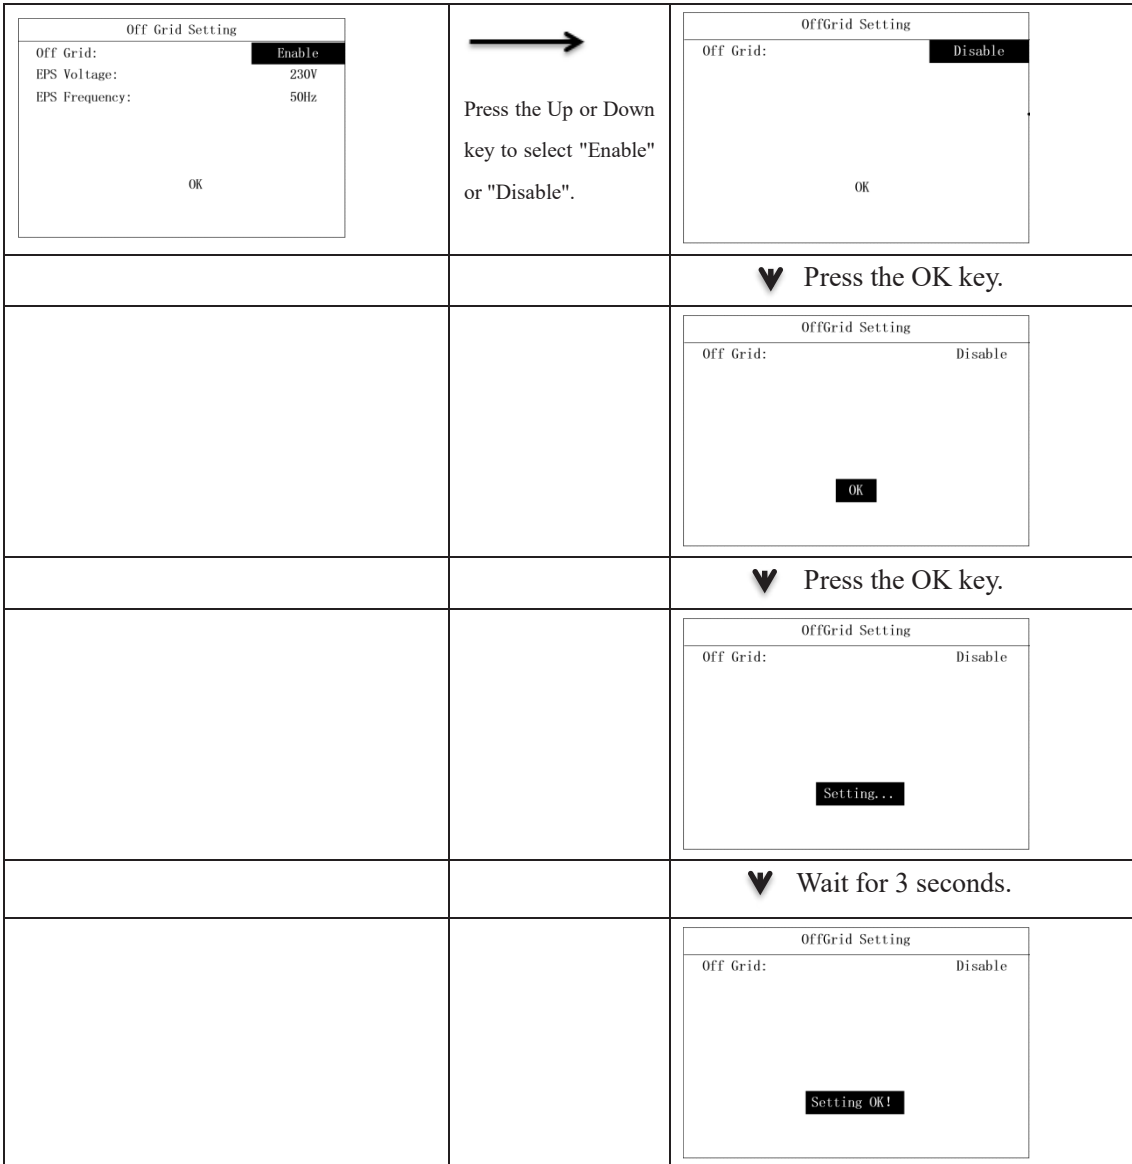 Off Grid Setting
Off Grid: Enable
EPS Voltage: 230V
EPS Frequency: 50Hz
OK
Press the Up or Down
key to select "Enable"
or "Disable".
OffGrid Setting
Off Grid: Disable
OK
Press the OK key.
OffGrid Setting
Off Grid: Disable
OK
Press the OK key.
OffGrid Setting
Off Grid: Disable
Setting...
Wait for 3 seconds.
OffGrid Setting
Off Grid: Disable
Setting OK!